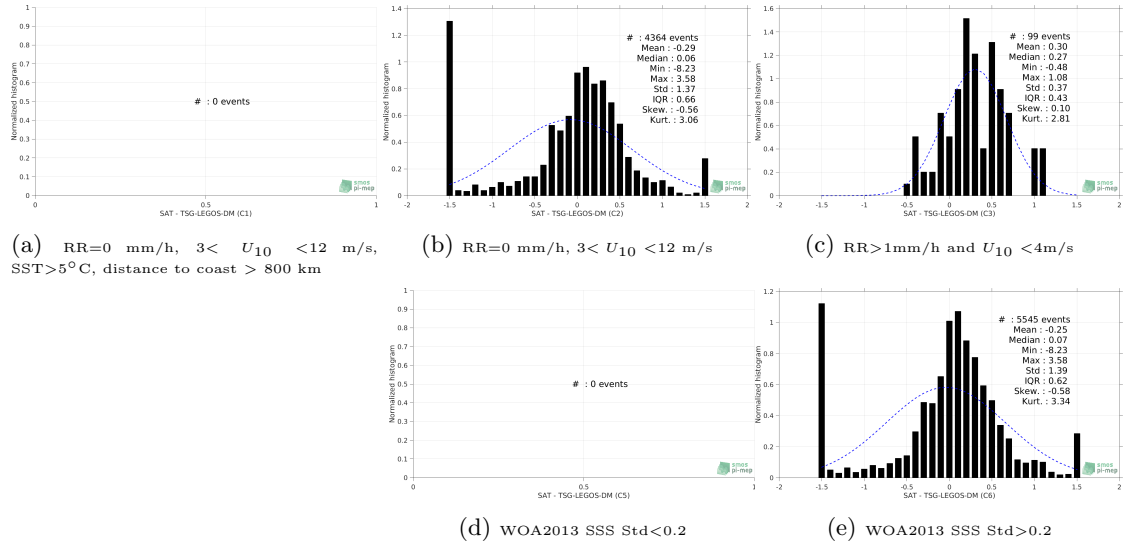 1
0.9
0.8
0.7
0.6
0.5
0.4
0.3
0.2
0.1
0
Normalized histogram
# : 0 events
smos
pi-mep
0 0.5 1
SAT - TSG-LEGOS-DM (C1)
1.4
1.2
1
0.8
0.6
0.4
0.2
0
Normalized histogram
# : 4364 events
Mean : -0.29
Median : 0.06
Min : -8.23
Max : 3.58
Std : 1.37
IQR : 0.66
Skew. : -0.56
Kurt. : 3.06
smos
pi-mep
-2 -1.5 -1 -0.5 0 0.5 1 1.5 2
SAT - TSG-LEGOS-DM (C2)
1.6
1.4
1.2
1
0.8
0.6
0.4
0.2
0
Normalized histogram
# : 99 events
Mean : 0.30
Median : 0.27
Min : -0.48
Max : 1.08
Std : 0.37
IQR : 0.43
Skew. : 0.10
Kurt. : 2.81
smos
pi-mep
-2 -1.5 -1 -0.5 0 0.5 1 1.5 2
SAT - TSG-LEGOS-DM (C3)
(a) RR=0 mm/h, 3< U10 <12 m/s,
SST>5°C, distance to coast > 800 km
(b) RR=0 mm/h, 3< U10 <12 m/s
(c) RR>1mm/h and U10 <4m/s
1
0.9
0.8
0.7
0.6
0.5
0.4
0.3
0.2
0.1
0
Normalized histogram
# : 0 events
smos
pi-mep
0 0.5 1
SAT - TSG-LEGOS-DM (C5)
1.2
1
0.8
0.6
0.4
0.2
0
Normalized histogram
# : 5545 events
Mean : -0.25
Median : 0.07
Min : -8.23
Max : 3.58
Std : 1.39
IQR : 0.62
Skew. : -0.58
Kurt. : 3.34
smos
pi-mep
-2 -1.5 -1 -0.5 0 0.5 1 1.5 2
SAT - TSG-LEGOS-DM (C6)
(d) WOA2013 SSS Std<0.2
(e) WOA2013 SSS Std>0.2